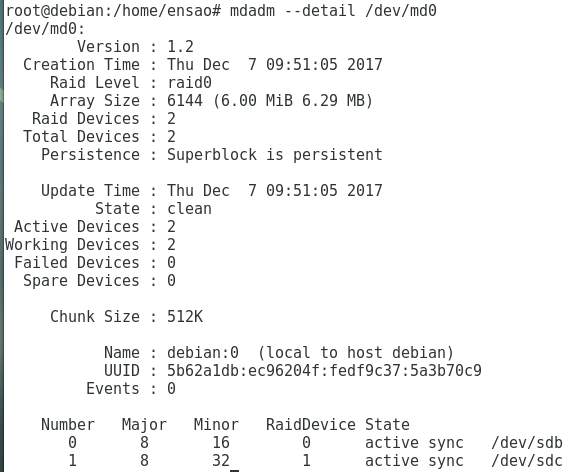 root@debian:/home/ensao# mdadm --detail /dev/md0
/dev/md0:
Version : 1.2
Creation Time : Thu Dec  7 09:51:05 2017
Raid Level : raid0
Array Size : 6144 (6.00 MiB 6.29 MB)
Raid Devices : 2
Total Devices : 2
Persistence : Superblock is persistent
Update Time : Thu Dec  7 09:51:05 2017
State : clean
Active Devices : 2
Working Devices : 2
Failed Devices : 0
Spare Devices : 0
Chunk Size : 512K
Name : debian:0  (local to host debian)
UUID : 5b62a1db:ec96204f:fedf9c37:5a3b70c9
Events : 0
Number   Major   Minor   RaidDevice State
0       8       16        0      active sync   /dev/sdb
1       8       32        1      active sync   /dev/sdc